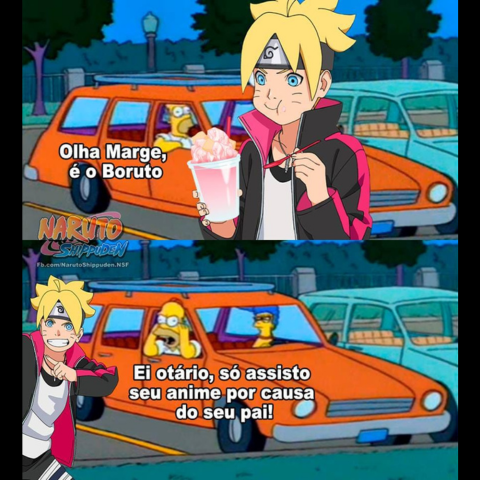 Olha Marge,
é o Boruto
NARUTO
SHIPPUDEN
Fb.com/NarutoShippuden.NSF
Ei otário, só assisto
seu anime por causa
do seu pai!